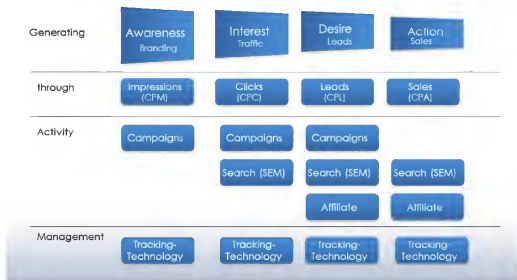 Generating
Awareness
Branding
Interest
Traffic
Desire
Leads
Action
Sales
through
Impressions
(CPM)
Clicks
(CPC)
Leads
(CPL)
Sales
(CPA)
Activity
Campaigns
Campaigns
Campaigns
Search (SEM)
Search (SEM)
Search (SEM)
Affiliate
Affiliate
Management
Tracking-
Technology
Tracking-
Technology
Tracking-
Technology
Tracking-
Technology